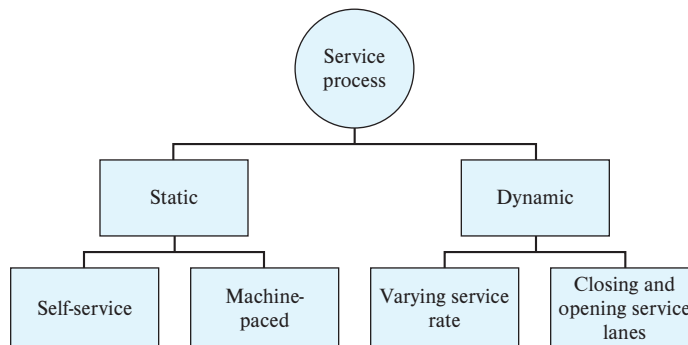 Service
process
Static
Dynamic
Self-service
Machine-
paced
Varying service
rate
Closing and
opening service
lanes